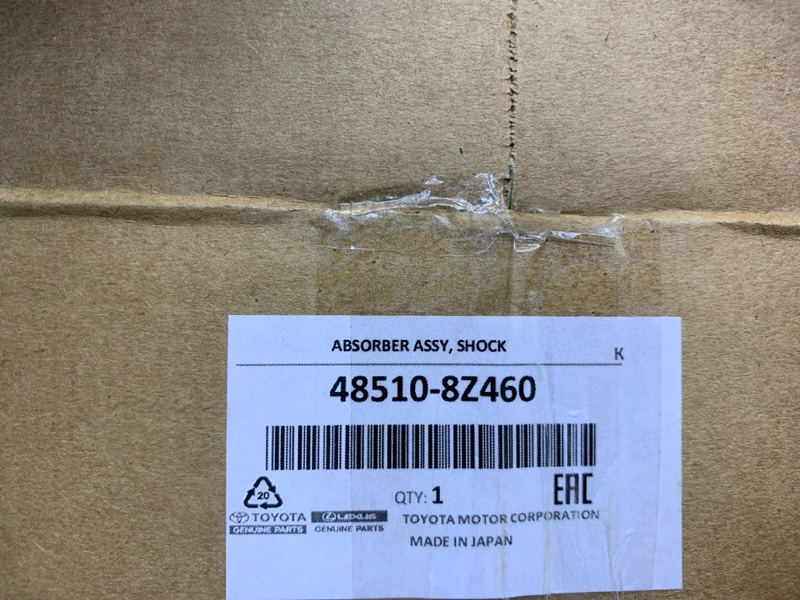 ABSORBER ASSY, SHOCK
K
48510-8Z460
20
QTY: 1
EAC
TOYOTA
LEXUS
GENUINE PARTS
GENUINE PARTS
TOYOTA MOTOR CORPORATION
MADE IN JAPAN